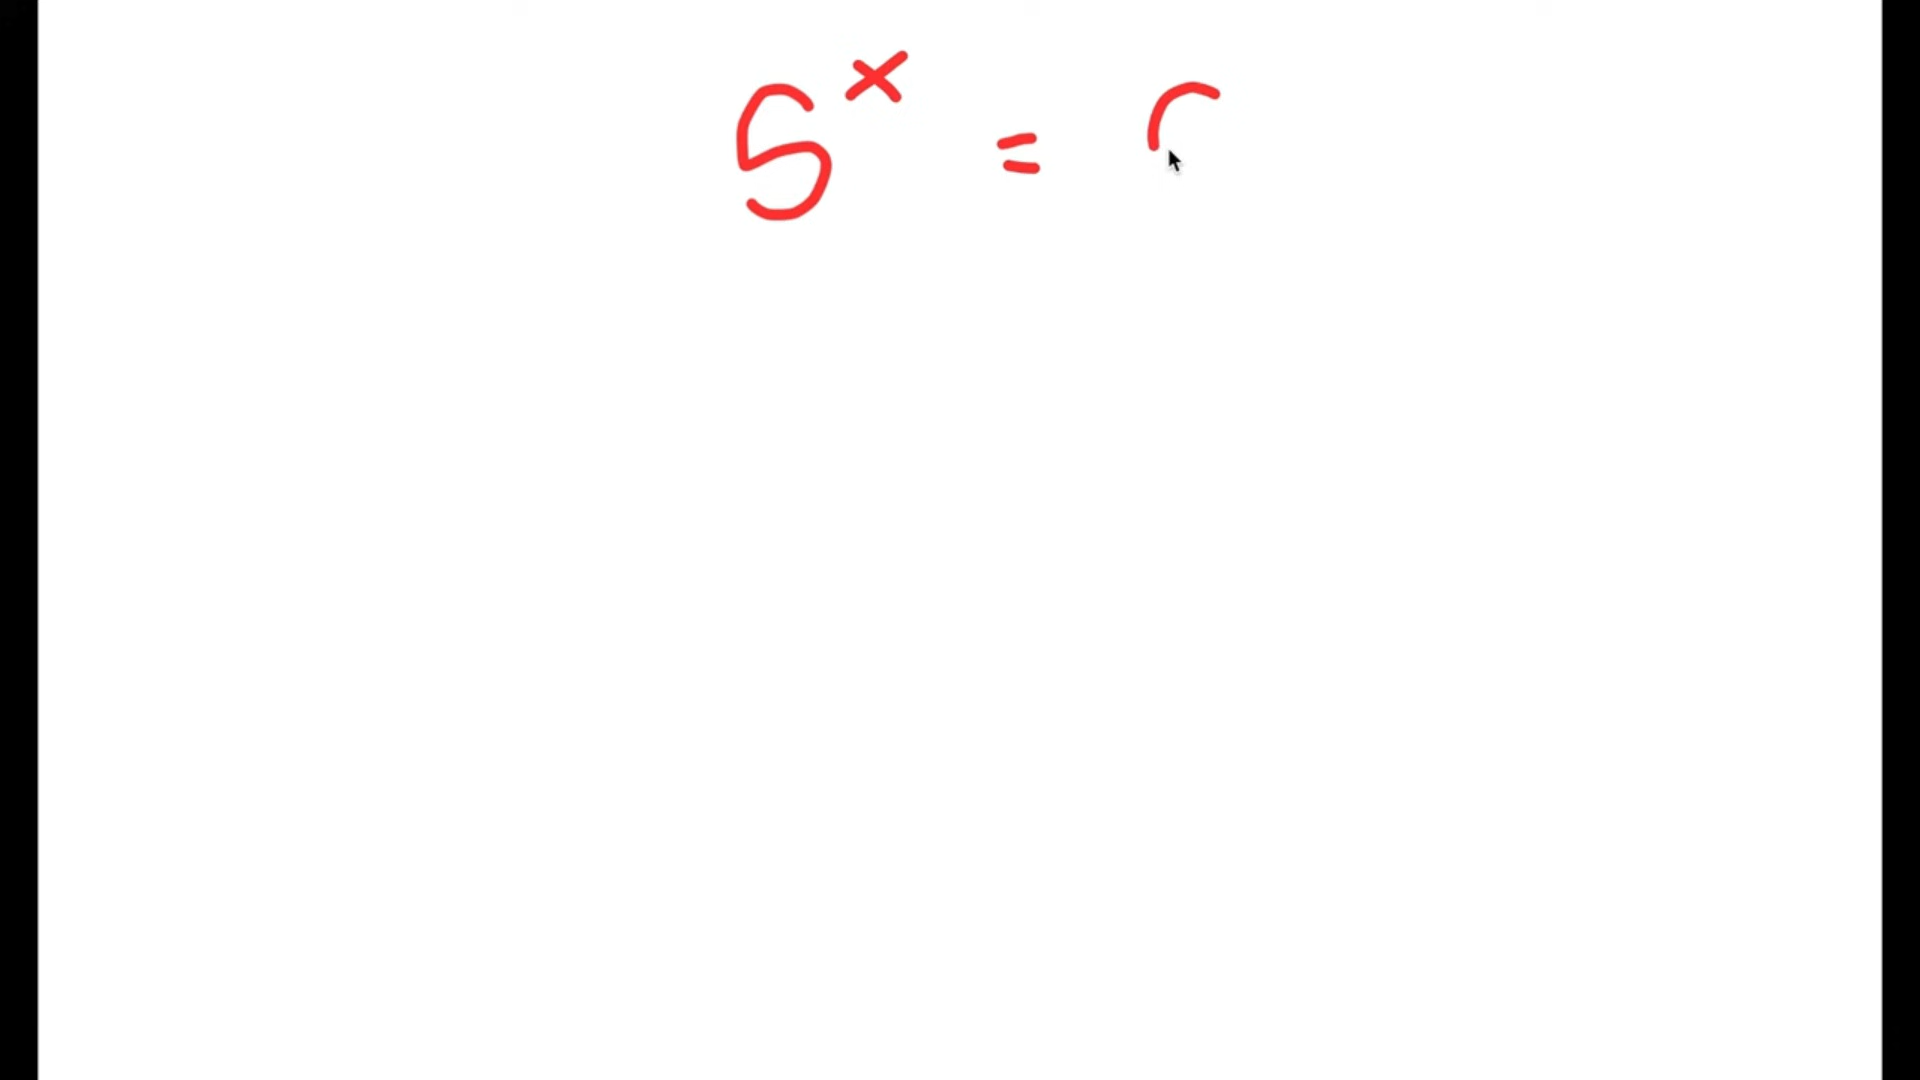 5^x =